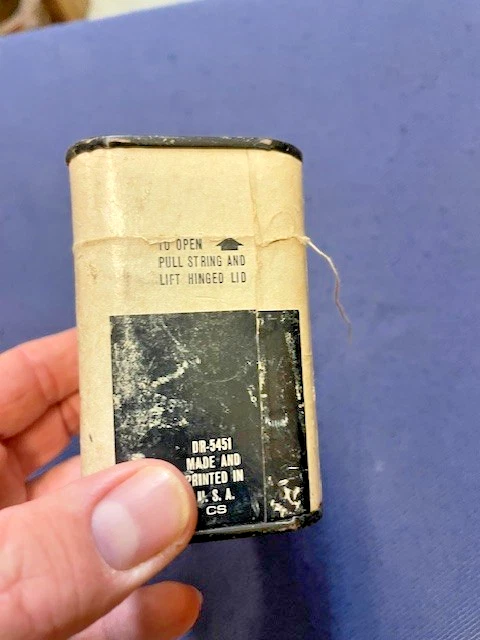 TO OPEN
PULL STRING AND
LIFT HINGED LID
DR-5451
MADE AND
PRINTED IN
U. S. A.
CS